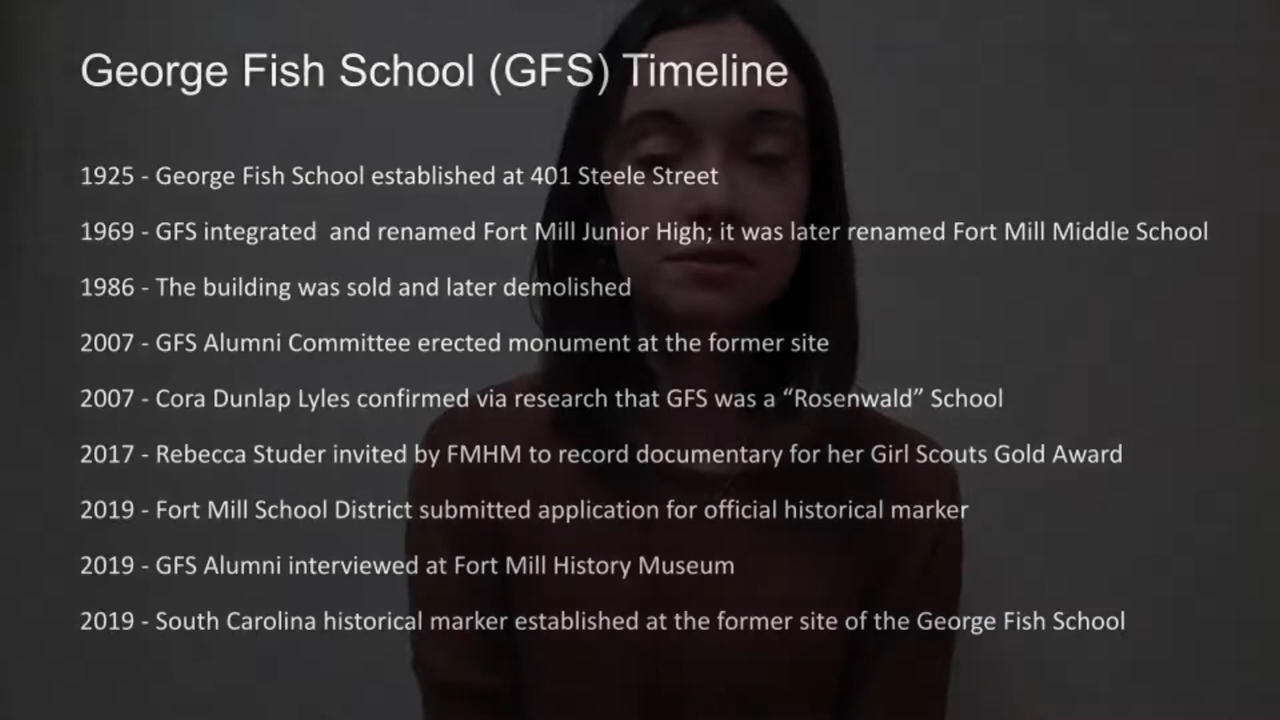 George Fish School (GFS) Timeline
1925 - George Fish School established at 401 Steele Street
1969 - GFS integrated  and renamed Fort Mill Junior High; it was later renamed Fort Mill Middle School
1986 - The building was sold and later demolished
2007 - GFS Alumni Committee erected monument at the former site
2007 - Cora Dunlap Lyles confirmed via research that GFS was a “Rosenwald” School
2017 - Rebecca Studer invited by FMHM to record documentary for her Girl Scouts Gold Award
2019 - Fort Mill School District submitted application for official historical marker
2019 - GFS Alumni interviewed at Fort Mill History Museum
2019 - South Carolina historical marker established at the former site of the George Fish School